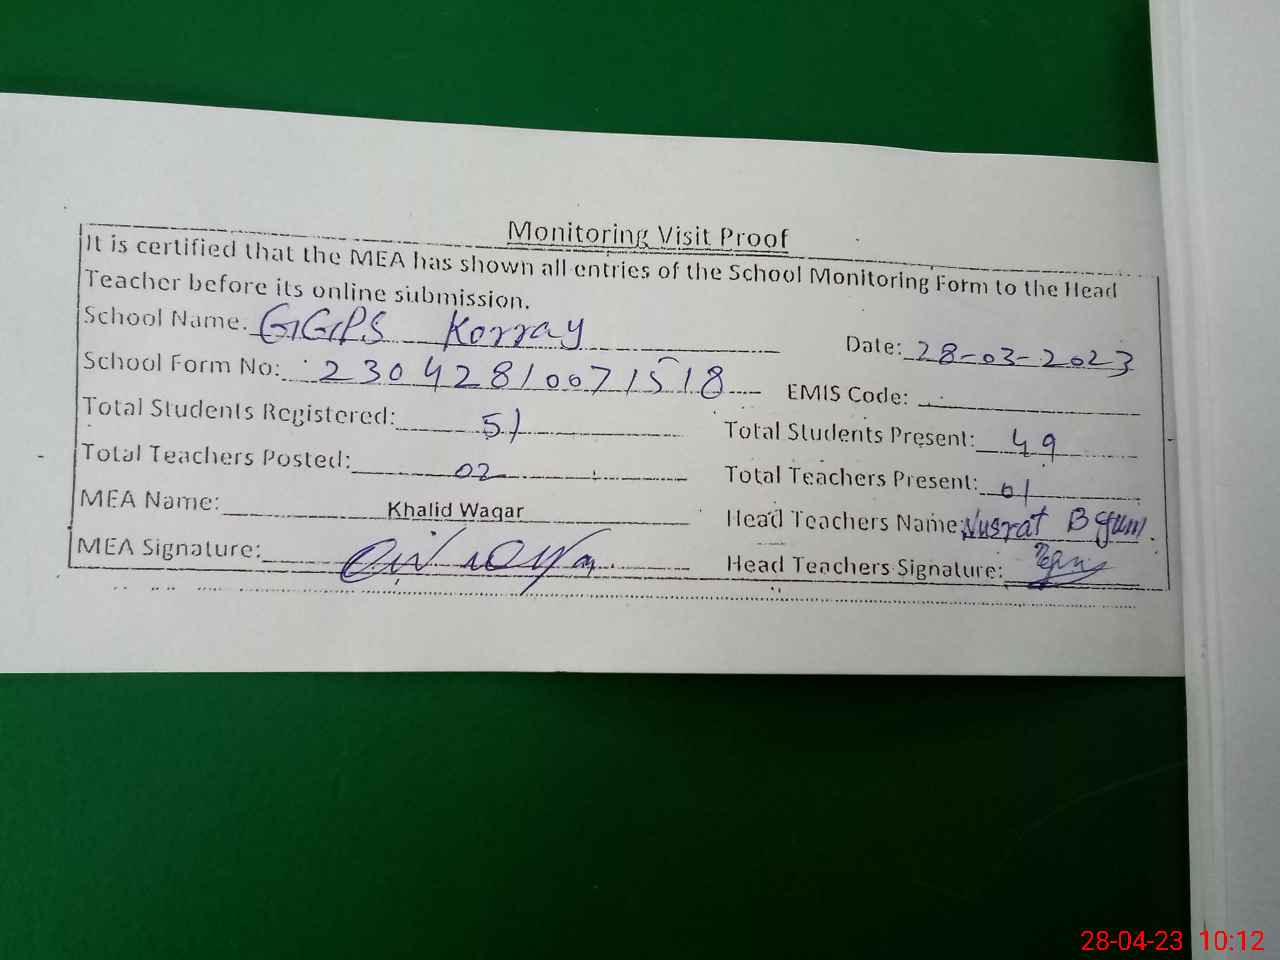 Monitoring Visit Proof
It is certified that the MEA has shown all entries of the School Monitoring Form to the Head
Teacher before its online submission.
School Name: GGPS Korray Date: 28-03-2023
School Form No: 23042810071518 EMIS Code:
Total Students Registered: 51 Total Students Present: 49
Total Teachers Posted: 02 Total Teachers Present: 01
MEA Name: Khalid Waqar Head Teachers Name: Nusrat Bgum.
MEA Signature: Head Teachers Signature:
28-04-23 10:12